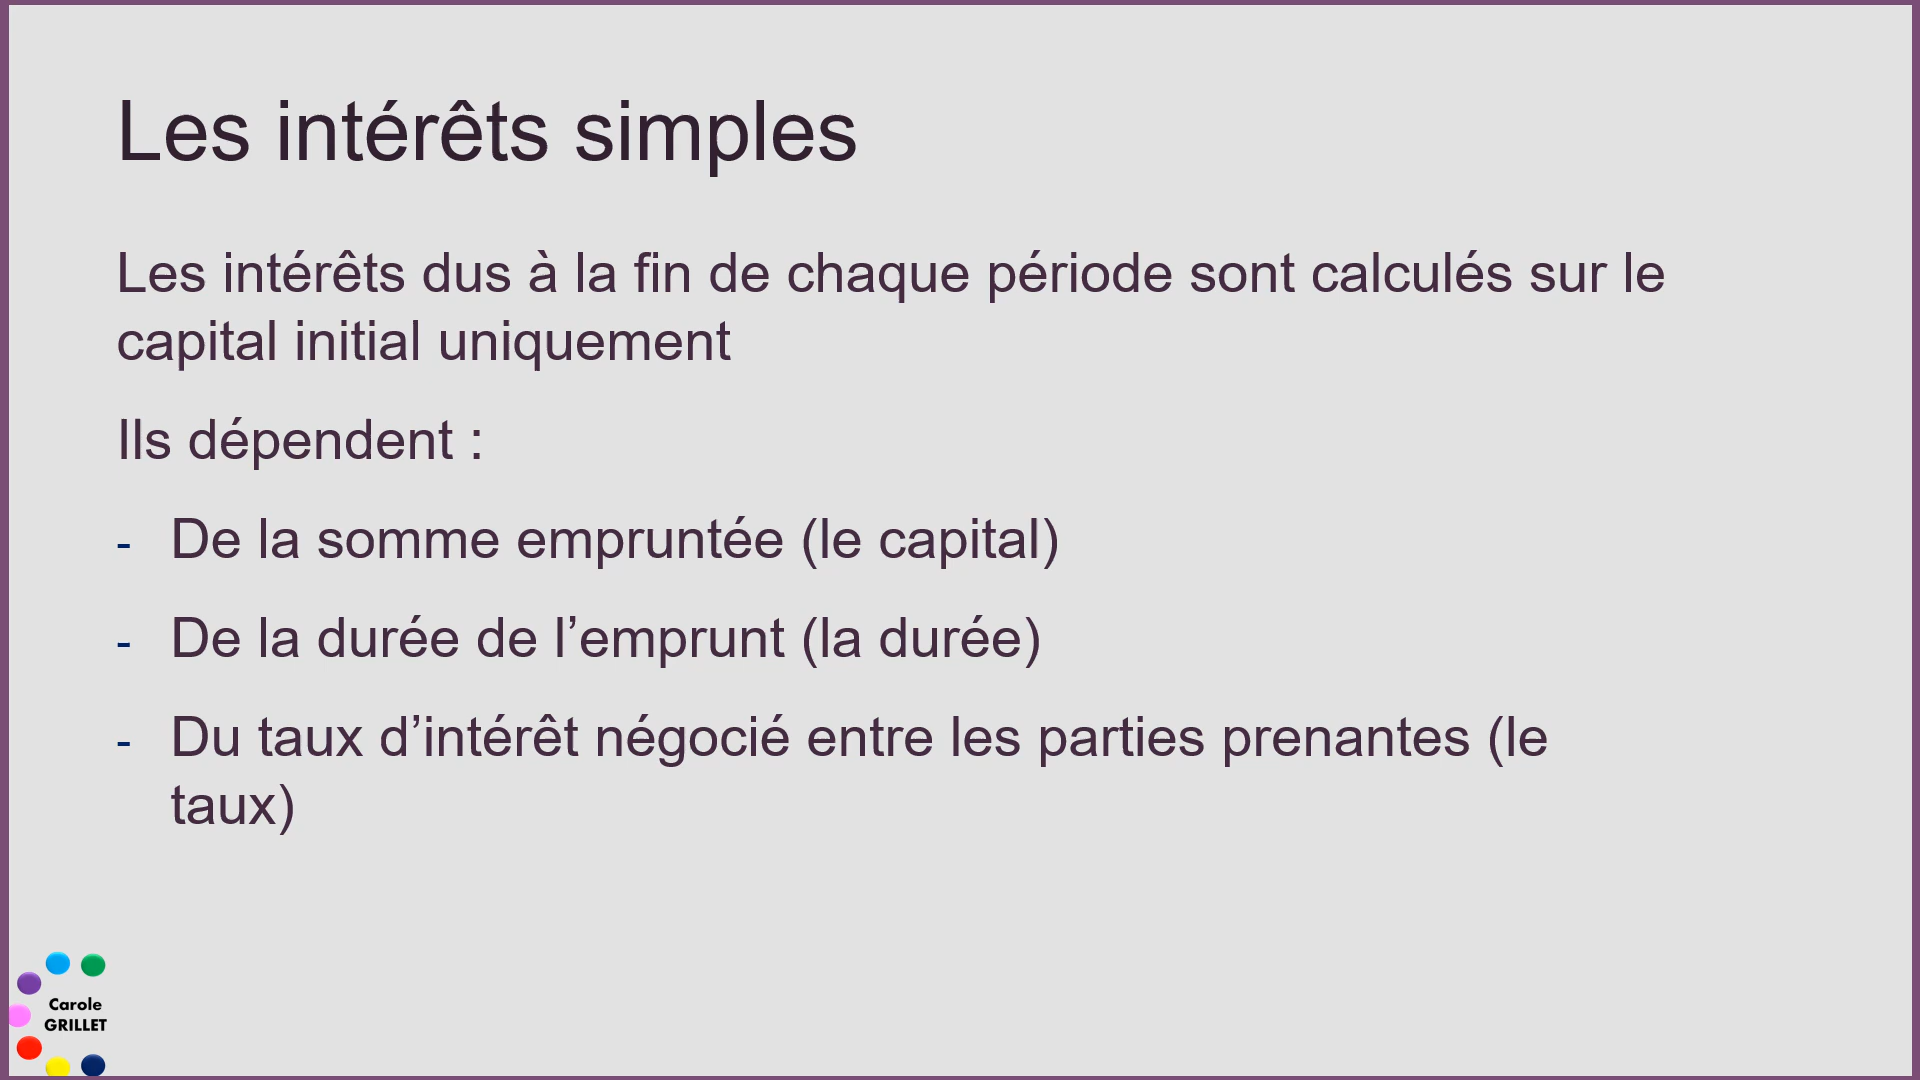 Les intérêts simples
Les intérêts dus à la fin de chaque période sont calculés sur le
capital initial uniquement
Ils dépendent :
- De la somme empruntée (le capital)
- De la durée de l’emprunt (la durée)
- Du taux d’intérêt négocié entre les parties prenantes (le
taux)
Carole
GRILLET